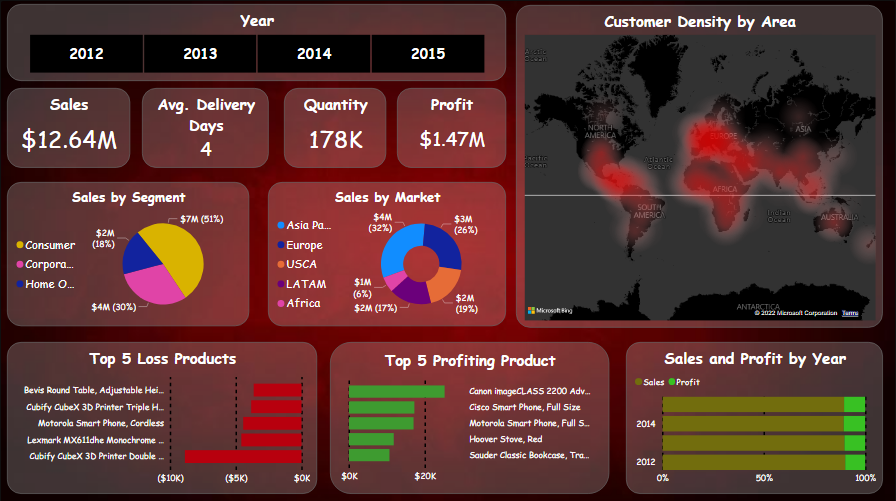 Year
2012 2013 2014 2015
Sales
$12.64M
Avg. Delivery
Days
4
Quantity
178K
Profit
$1.47M
Customer Density by Area
Arctic
Ocean
NORTH
AMERICA
EUROPE
ASIA
Atlantic
Ocean
AFRICA
SOUTH
AMERICA
Indian
Ocean
AUSTRALIA
ANTARCTICA
Microsoft Bing
© 2022 Microsoft Corporation Terms
Sales by Segment
Consumer
Corpora...
Home O...
$7M (51%)
$2M
(18%)
$4M (30%)
Sales by Market
Asia Pa...
Europe
USCA
LATAM
Africa
$4M
(32%)
$3M
(26%)
$1M
(6%)
$2M (17%)
$2M
(19%)
Top 5 Loss Products
Bevis Round Table, Adjustable Hei...
Cubify CubeX 3D Printer Triple H...
Motorola Smart Phone, Cordless
Lexmark MX611dhe Monochrome ...
Cubify CubeX 3D Printer Double ...
($10K) ($5K) $0K
Top 5 Profiting Product
Canon imageCLASS 2200 Adv...
Cisco Smart Phone, Full Size
Motorola Smart Phone, Full S...
Hoover Stove, Red
Sauder Classic Bookcase, Tra...
$0K $20K
Sales and Profit by Year
Sales Profit
2014
2012
0% 50% 100%